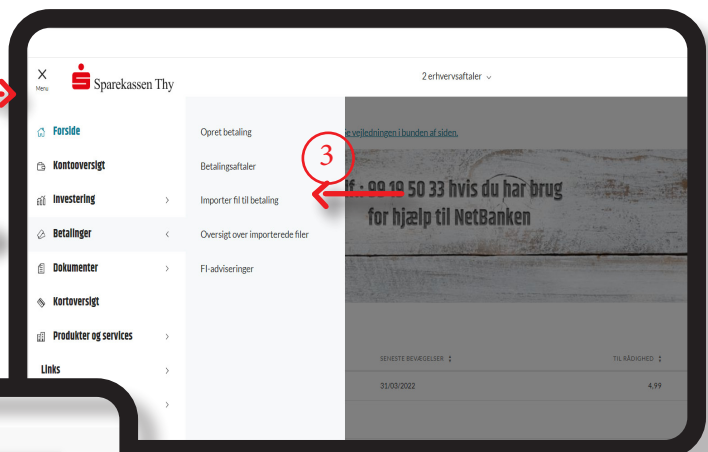 Menu
Sparekassen Thy
2 erhvervsaftaler
Forside
Kontooversigt
Investering
Betalinger
Dokumenter
Kortoversigt
Produkter og services
Links
Opret betaling
Betalingsaftaler
Importer fil til betaling
Oversigt over importerede filer
FI-adviseringer
3
vejledningen i bunden af siden.
99 19 50 33 hvis du har brug
for hjælp til NetBanken
SENESTE BEVÆGELSER
TIL RÅDIGHED
31/03/2022
4,99